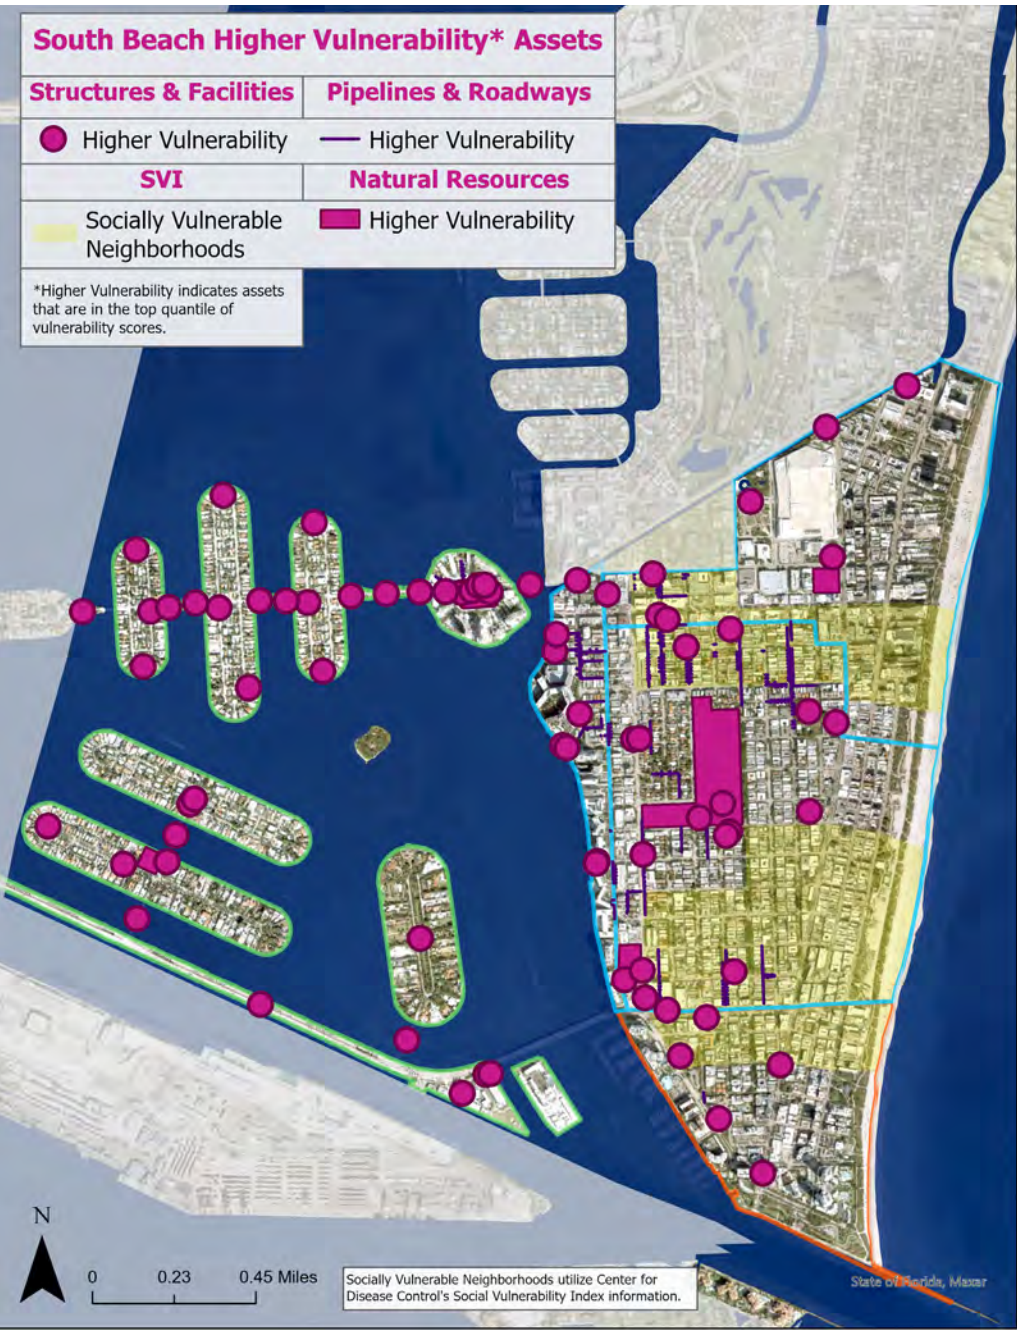 South Beach Higher Vulnerability* Assets
Structures & Facilities
Pipelines & Roadways
Higher Vulnerability
Higher Vulnerability
SVI
Natural Resources
Socially Vulnerable
Neighborhoods
Higher Vulnerability
*Higher Vulnerability indicates assets
that are in the top quantile of
vulnerability scores.
N
0
0.23
0.45 Miles
Socially Vulnerable Neighborhoods utilize Center for
Disease Control's Social Vulnerability Index information.
State of Florida, Maxar